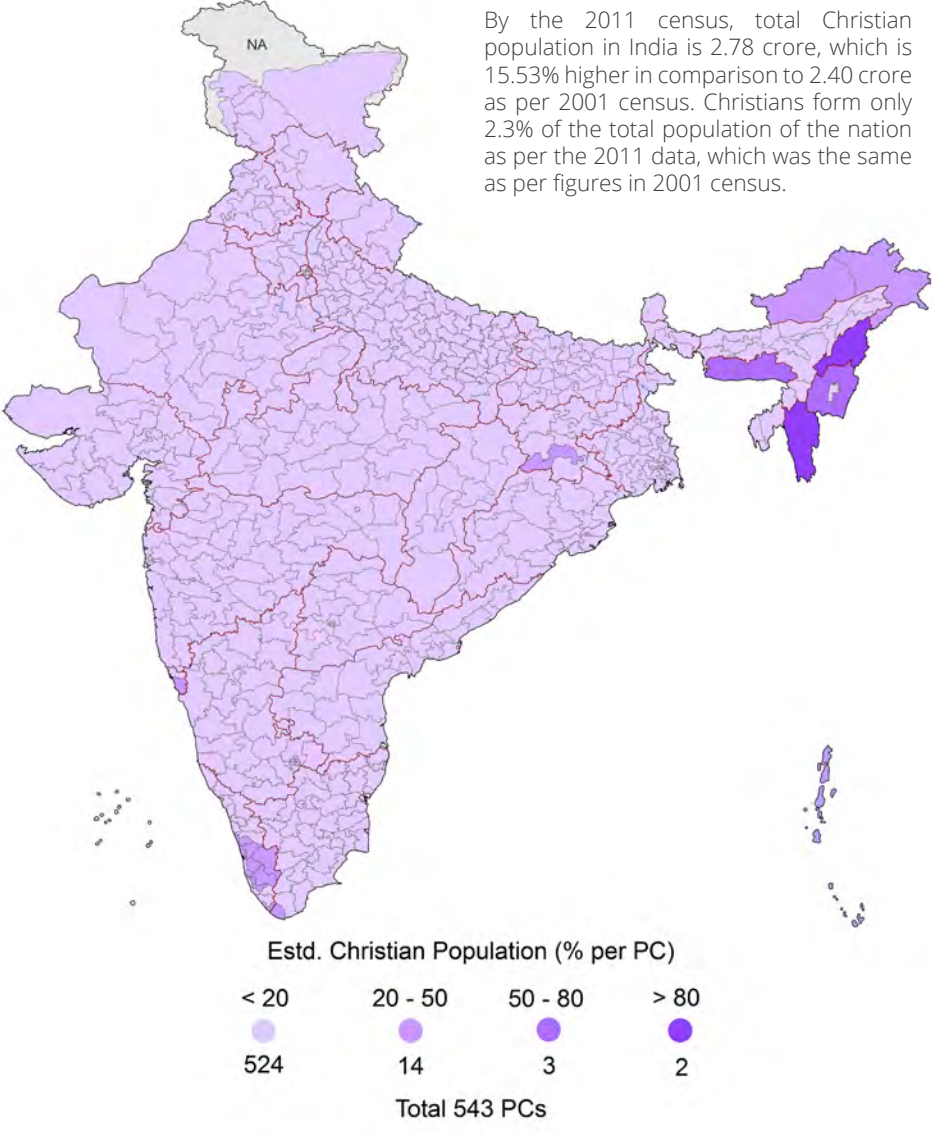 By the 2011 census, total Christian
population in India is 2.78 crore, which is
15.53% higher in comparison to 2.40 crore
as per 2001 census. Christians form only
2.3% of the total population of the nation
as per the 2011 data, which was the same
as per figures in 2001 census.
NA
Estd. Christian Population (% per PC)
< 20 20 - 50 50 - 80 > 80
524 14 3 2
Total 543 PCs